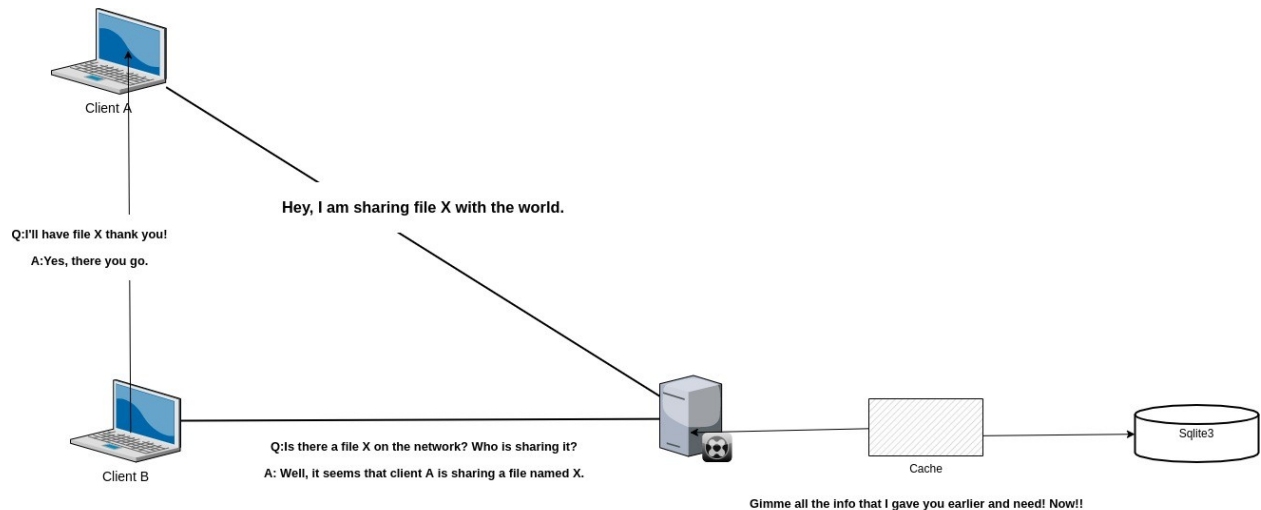 Client A
Hey, I am sharing file X with the world.
Q:I'll have file X thank you!
A:Yes, there you go.
Client B
Q:Is there a file X on the network? Who is sharing it?
A: Well, it seems that client A is sharing a file named X.
Cache
Sqlite3
Gimme all the info that I gave you earlier and need! Now!!